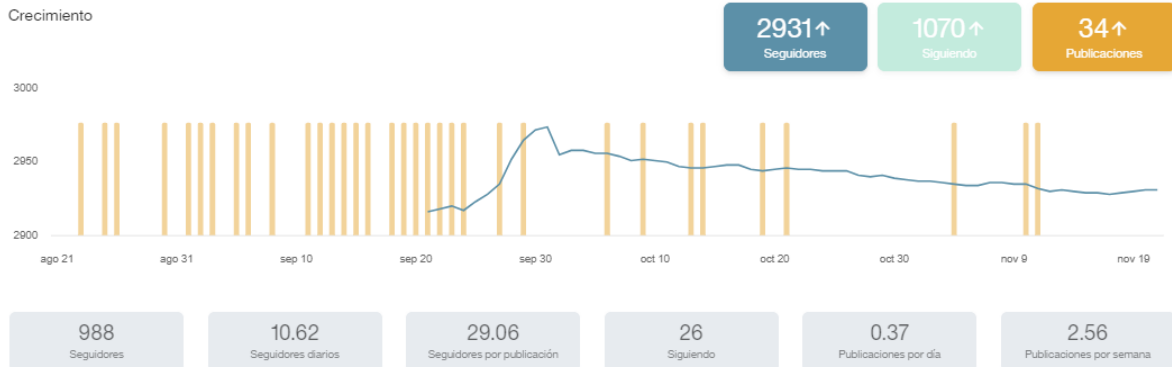 Crecimiento
2931↑
Seguidores
1070↑
Siguiendo
34↑
Publicaciones
3000
2950
2900
ago 21
ago 31
sep 10
sep 20
sep 30
oct 10
oct 20
oct 30
nov 9
nov 19
988
Seguidores
10.62
Seguidores diarios
29.06
Seguidores por publicación
26
Siguiendo
0.37
Publicaciones por día
2.56
Publicaciones por semana